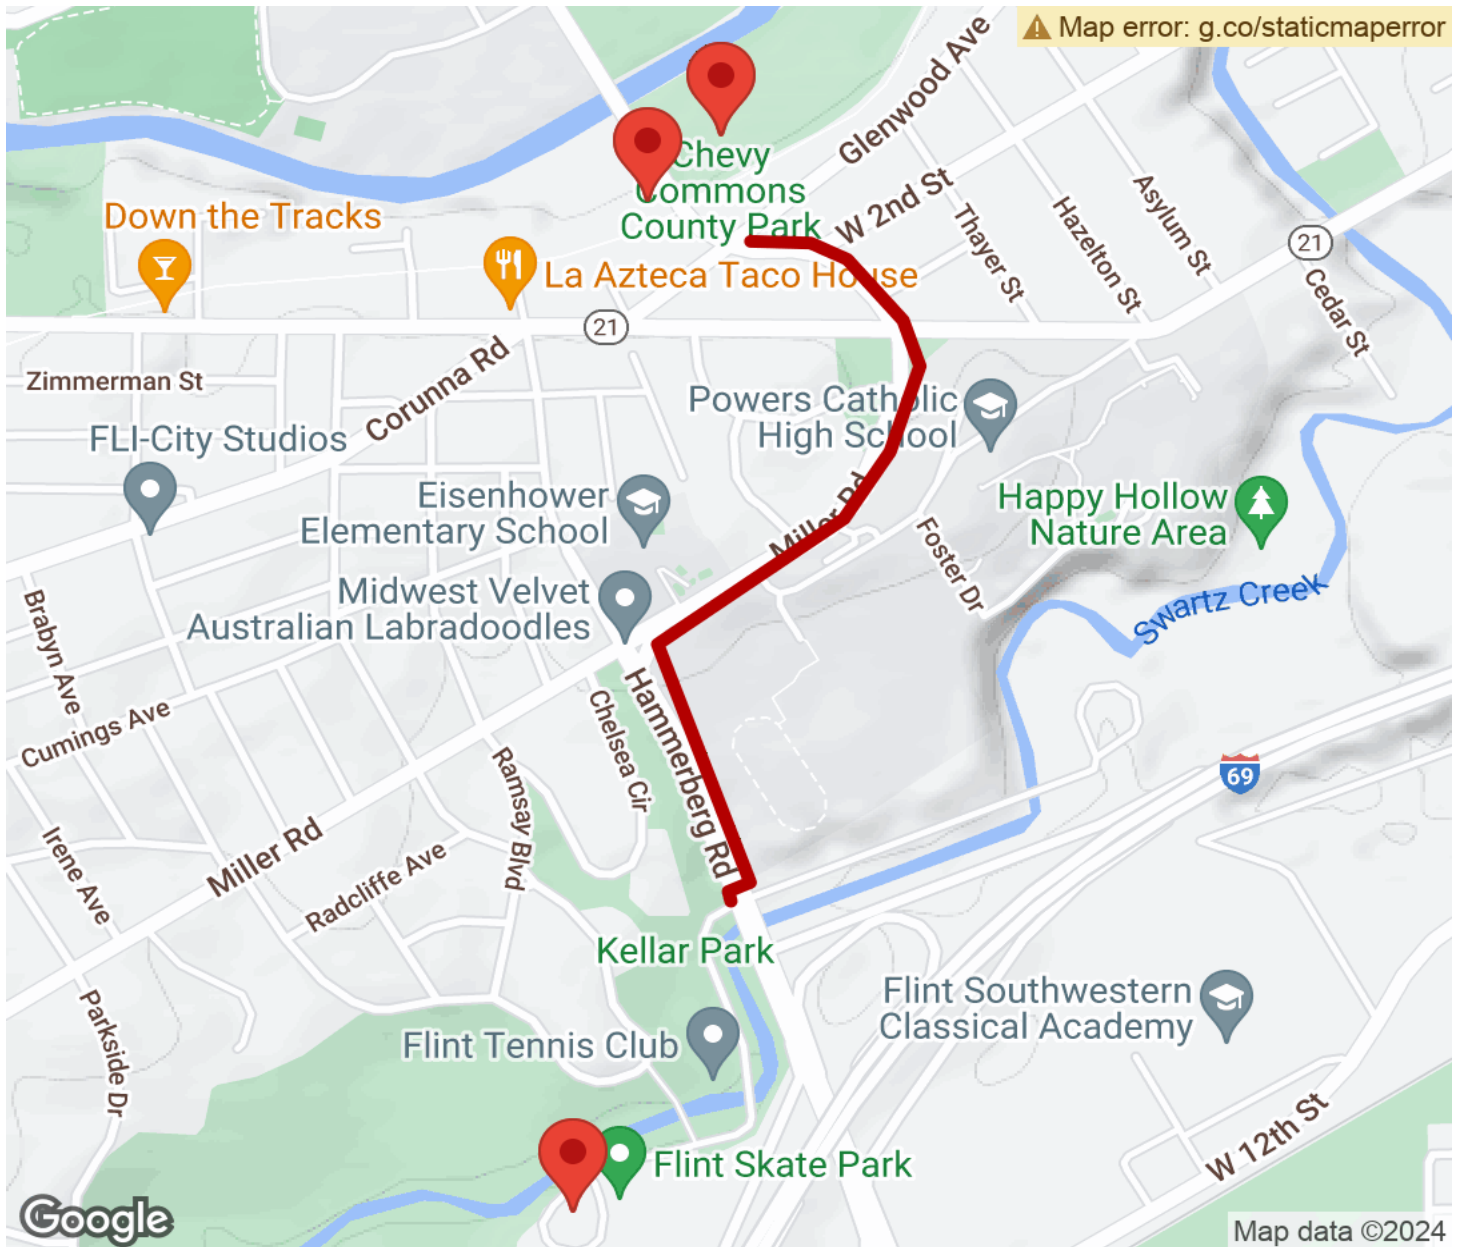 Map error: g.co/staticmaperror
Glenwood Ave
Chevy
Commons
County Park
W 2nd St
Asylum St
Hazelton St
Thayer St
Down the Tracks
La Azteca Taco House
21
21
Cedar St
Zimmerman St
Corunna Rd
Powers Catholic
High School
FLI-City Studios
Eisenhower
Elementary School
Miller Rd
Happy Hollow
Nature Area
Foster Dr
Midwest Velvet
Australian Labradoodles
Swartz Creek
Brabyn Ave
Cumings Ave
Chelsea Cir
Hammerberg Rd
Ramsay Blvd
69
Irene Ave
Miller Rd
Radcliffe Ave
Kellar Park
Parkside Dr
Flint Tennis Club
Flint Southwestern
Classical Academy
W 12th St
Flint Skate Park
Google
Map data ©2024